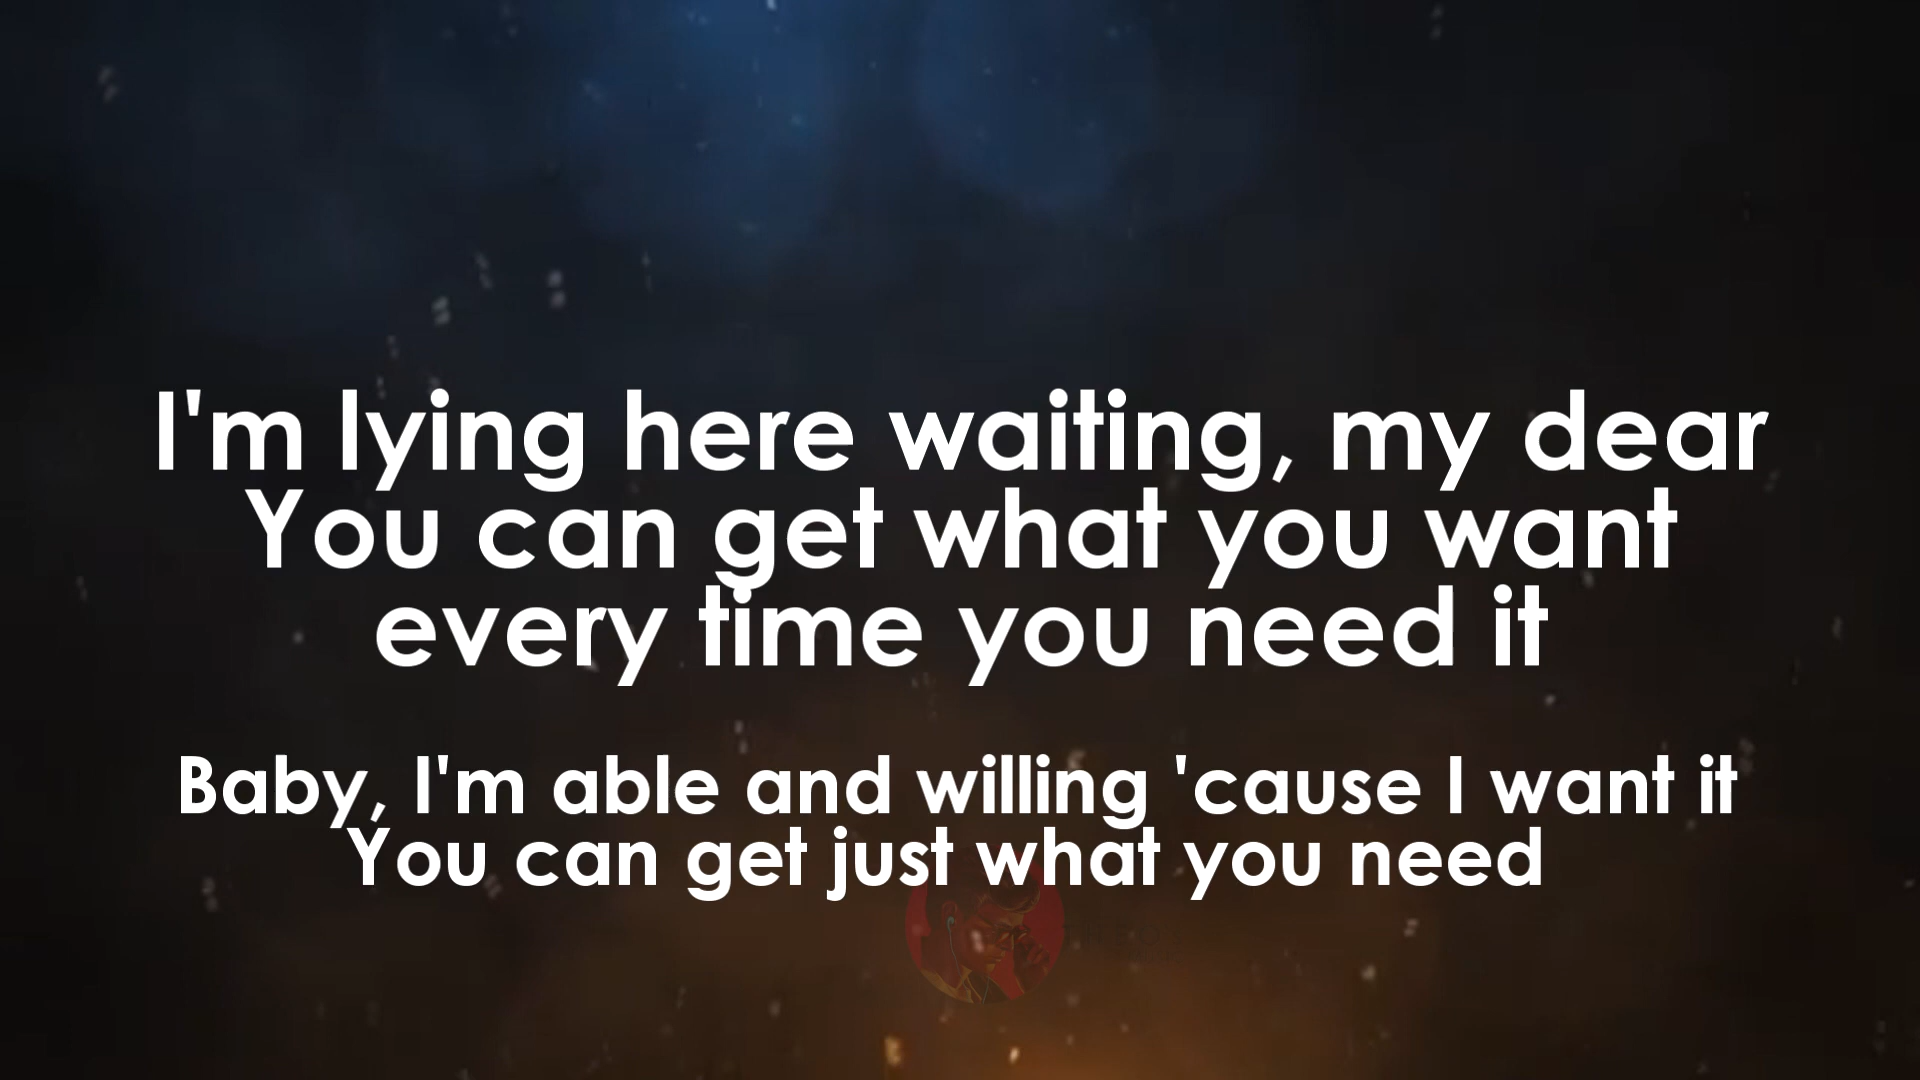 I'm lying here waiting, my dear
You can get what you want
every time you need it
Baby, I'm able and willing 'cause I want it
You can get just what you need